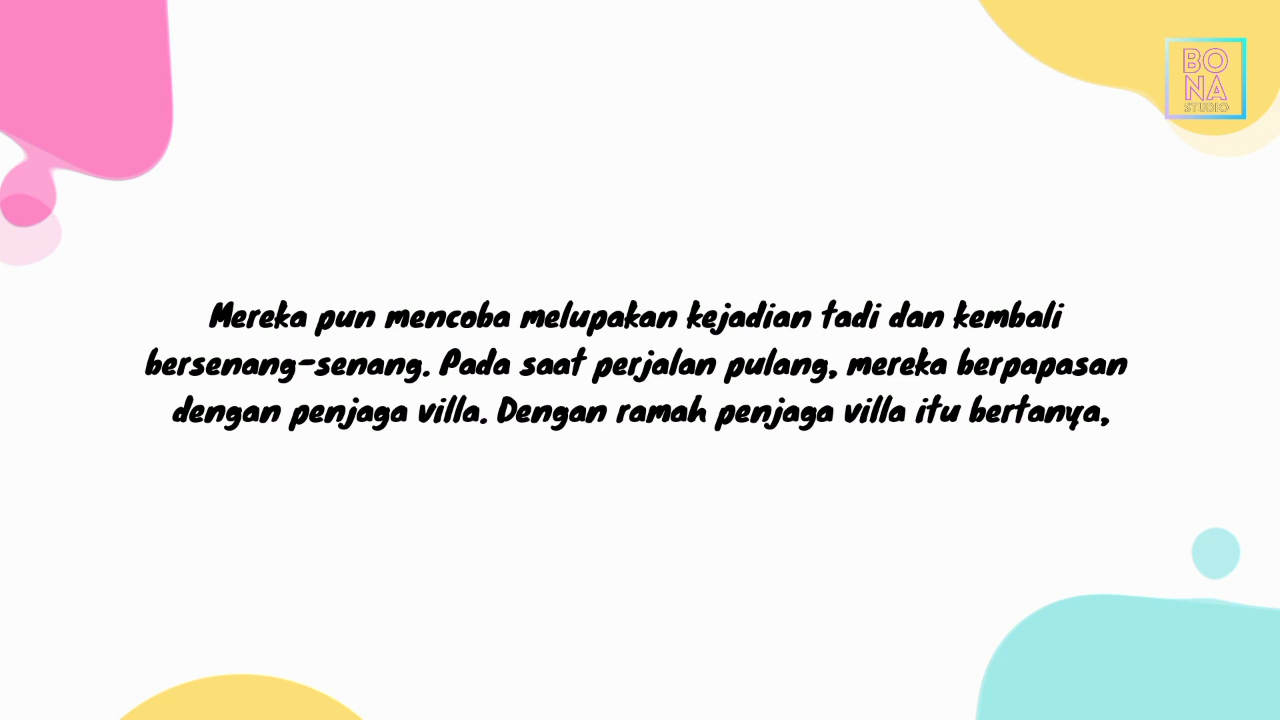 BO
NA
STUDIO
Mereka pun mencoba melupakan kejadian tadi dan kembali
bersenang-senang. Pada saat perjalan pulang, mereka berpapasan
dengan penjaga villa. Dengan ramah penjaga villa itu bertanya,